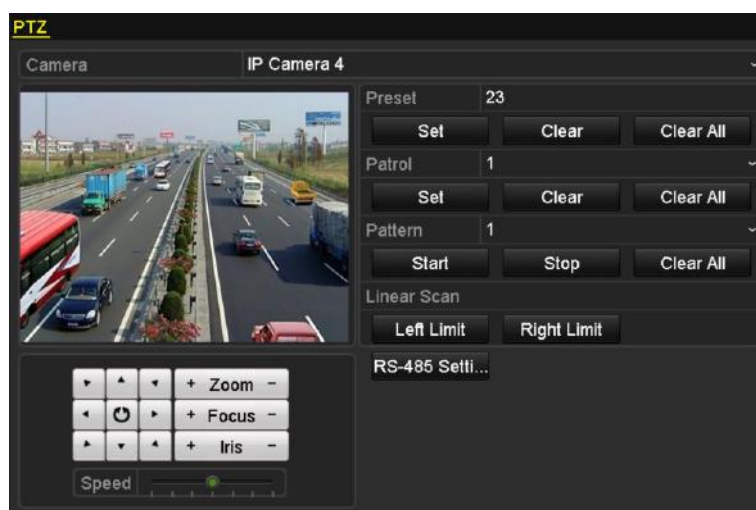 PTZ
Camera IP Camera 4
Preset 23
Set Clear Clear All
Patrol 1
Set Clear Clear All
Pattern 1
Start Stop Clear All
Linear Scan
Left Limit Right Limit
RS-485 Setti...
+ Zoom -
+ Focus -
+ Iris -
Speed